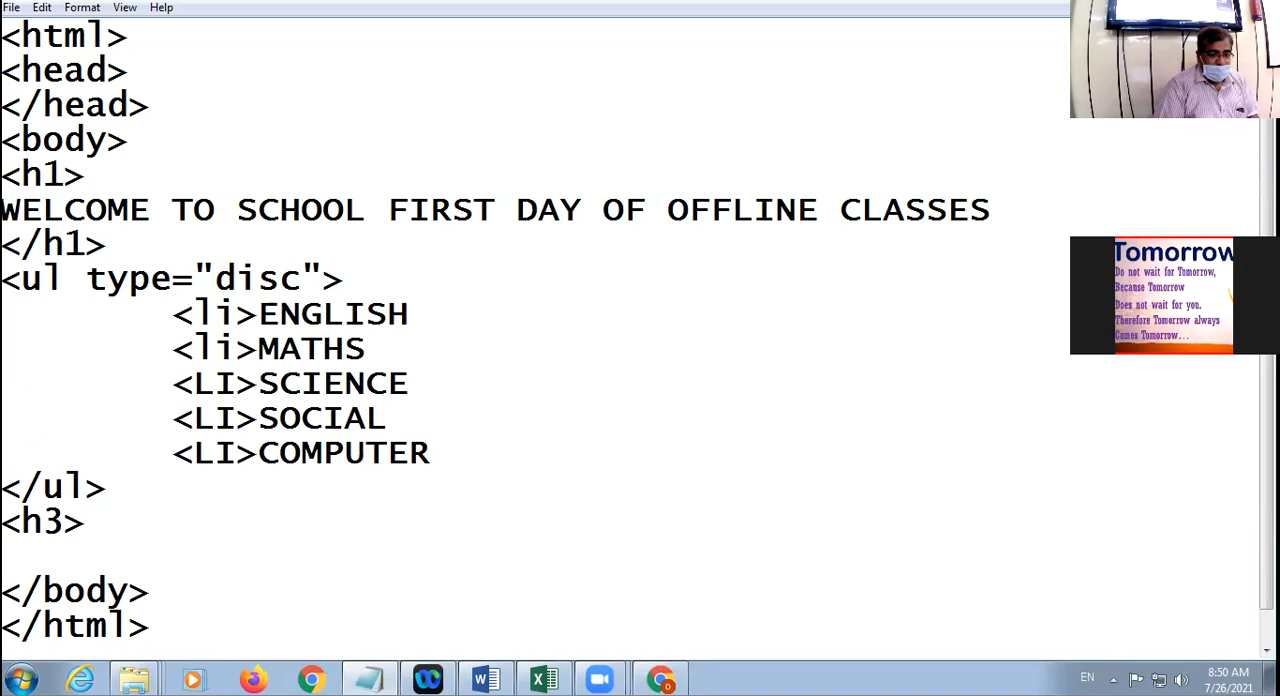 File Edit Format View Help
<html>
<head>
</head>
<body>
<h1>
WELCOME TO SCHOOL FIRST DAY OF OFFLINE CLASSES
</h1>
<ul type="disc">
<li>ENGLISH
<li>MATHS
<LI>SCIENCE
<LI>SOCIAL
<LI>COMPUTER
</ul>
<h3>
</body>
</html>
Tomorrow
Do not wait for Tomorrow,
Because Tomorrow
Does not wait for you.
Therefore Tomorrow always
Comes Tomorrow...
EN
8:50 AM
7/26/2021